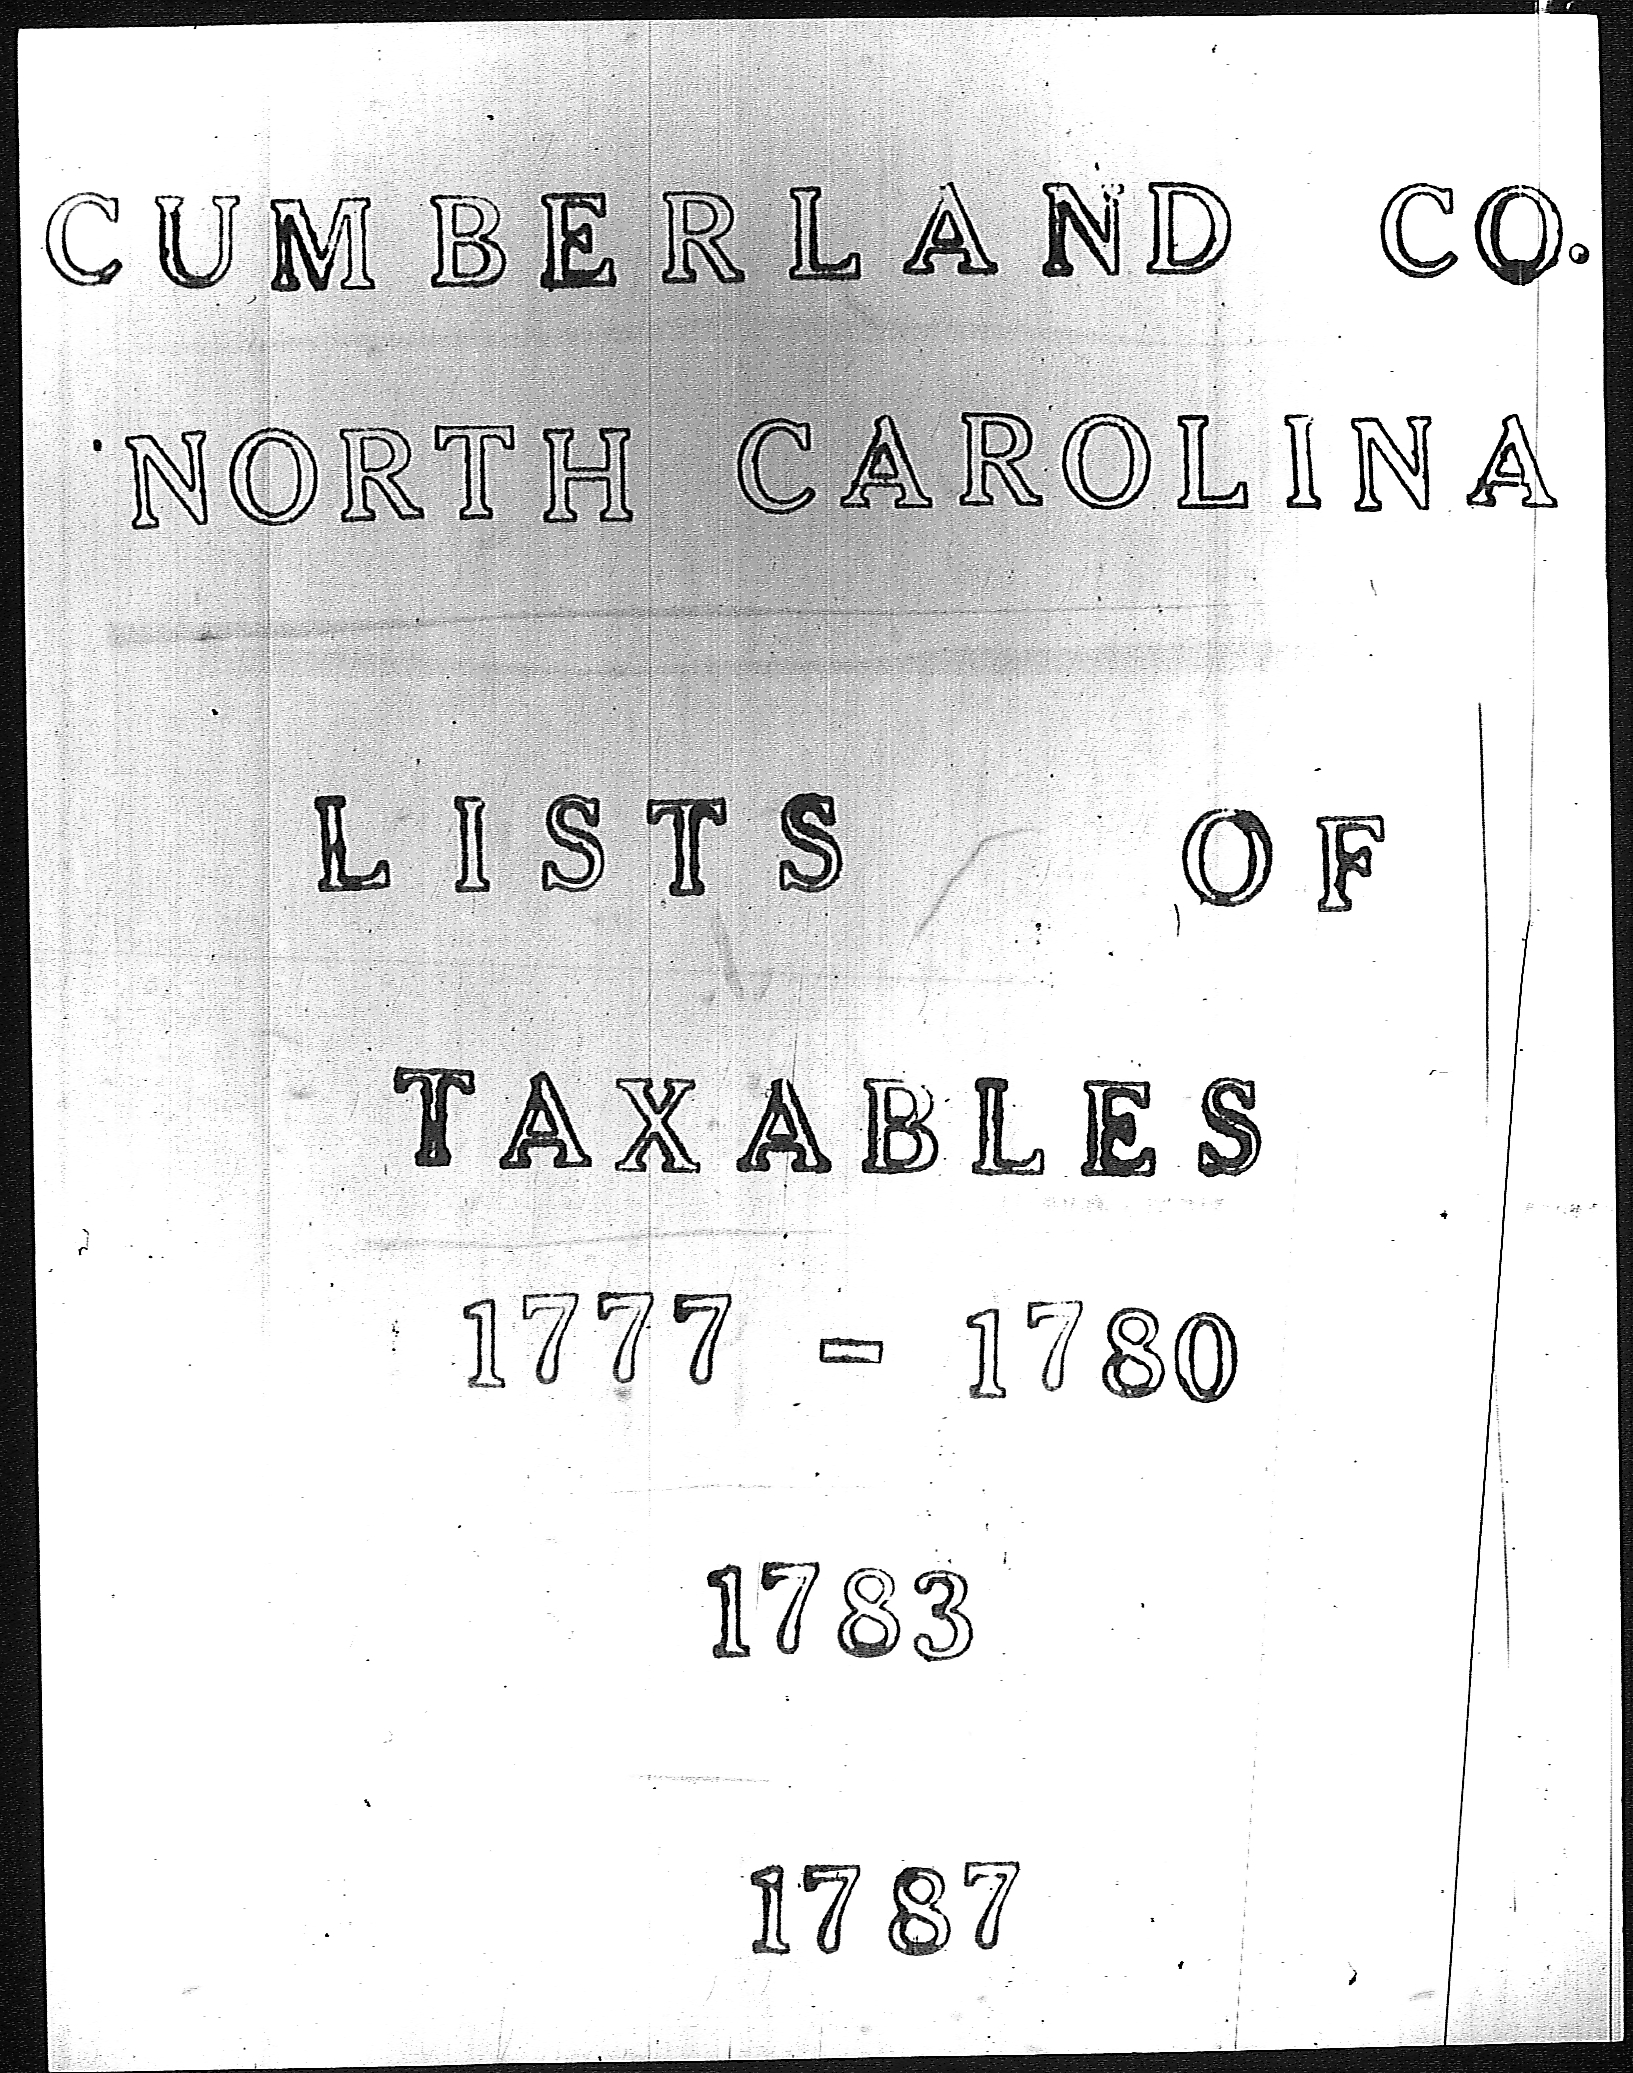 CUMBERLAND CO.
NORTH CAROLINA
LISTS OF
TAXABLES
1777 - 1780
1783
1787